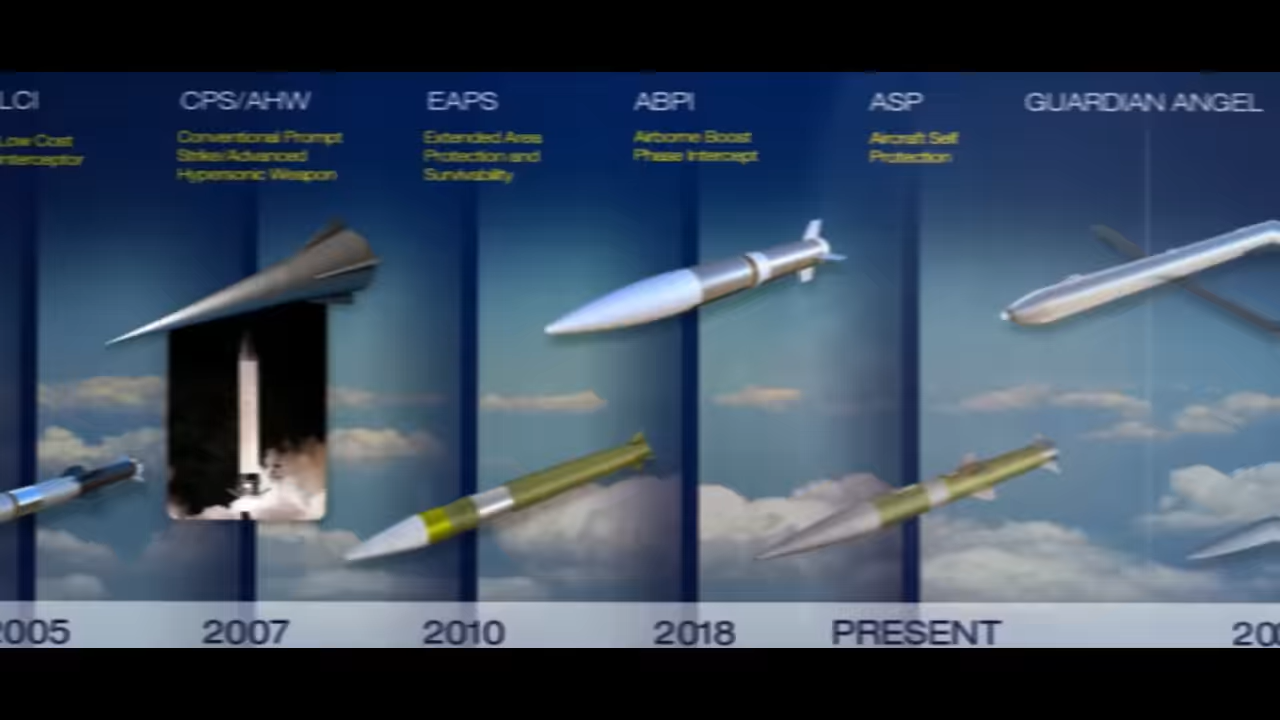 LCI
Low Cost
Interceptor
CPS/AHW
Conventional Prompt
Strike/Advanced
Hypersonic Weapon
EAPS
Extended Area
Protection and
Survivability
ABPI
Airborne Boost
Phase Intercept
ASP
Aircraft Self
Protection
GUARDIAN ANGEL
2005
2007
2010
2018
PRESENT